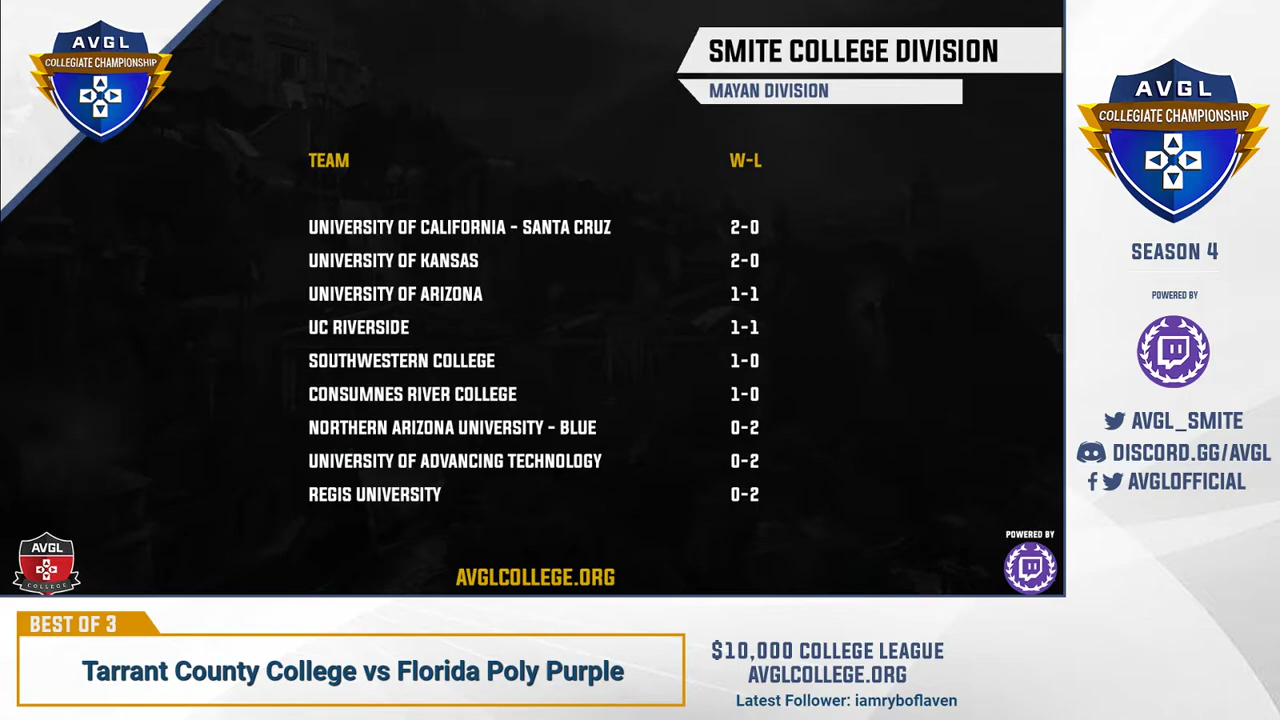 AVGL
COLLEGIATE CHAMPIONSHIP
SMITE COLLEGE DIVISION
MAYAN DIVISION
TEAM W-L
UNIVERSITY OF CALIFORNIA - SANTA CRUZ 2-0
UNIVERSITY OF KANSAS 2-0
UNIVERSITY OF ARIZONA 1-1
UC RIVERSIDE 1-1
SOUTHWESTERN COLLEGE 1-0
CONSUMNES RIVER COLLEGE 1-0
NORTHERN ARIZONA UNIVERSITY - BLUE 0-2
UNIVERSITY OF ADVANCING TECHNOLOGY 0-2
REGIS UNIVERSITY 0-2
AVGL
COLLEGE
AVGLCOLLEGE.ORG
POWERED BY
AVGL
COLLEGIATE CHAMPIONSHIP
SEASON 4
POWERED BY
AVGL_SMITE
DISCORD.GG/AVGL
AVGLOFFICIAL
BEST OF 3
Tarrant County College vs Florida Poly Purple
$10,000 COLLEGE LEAGUE
AVGLCOLLEGE.ORG
Latest Follower: iamryboflaven